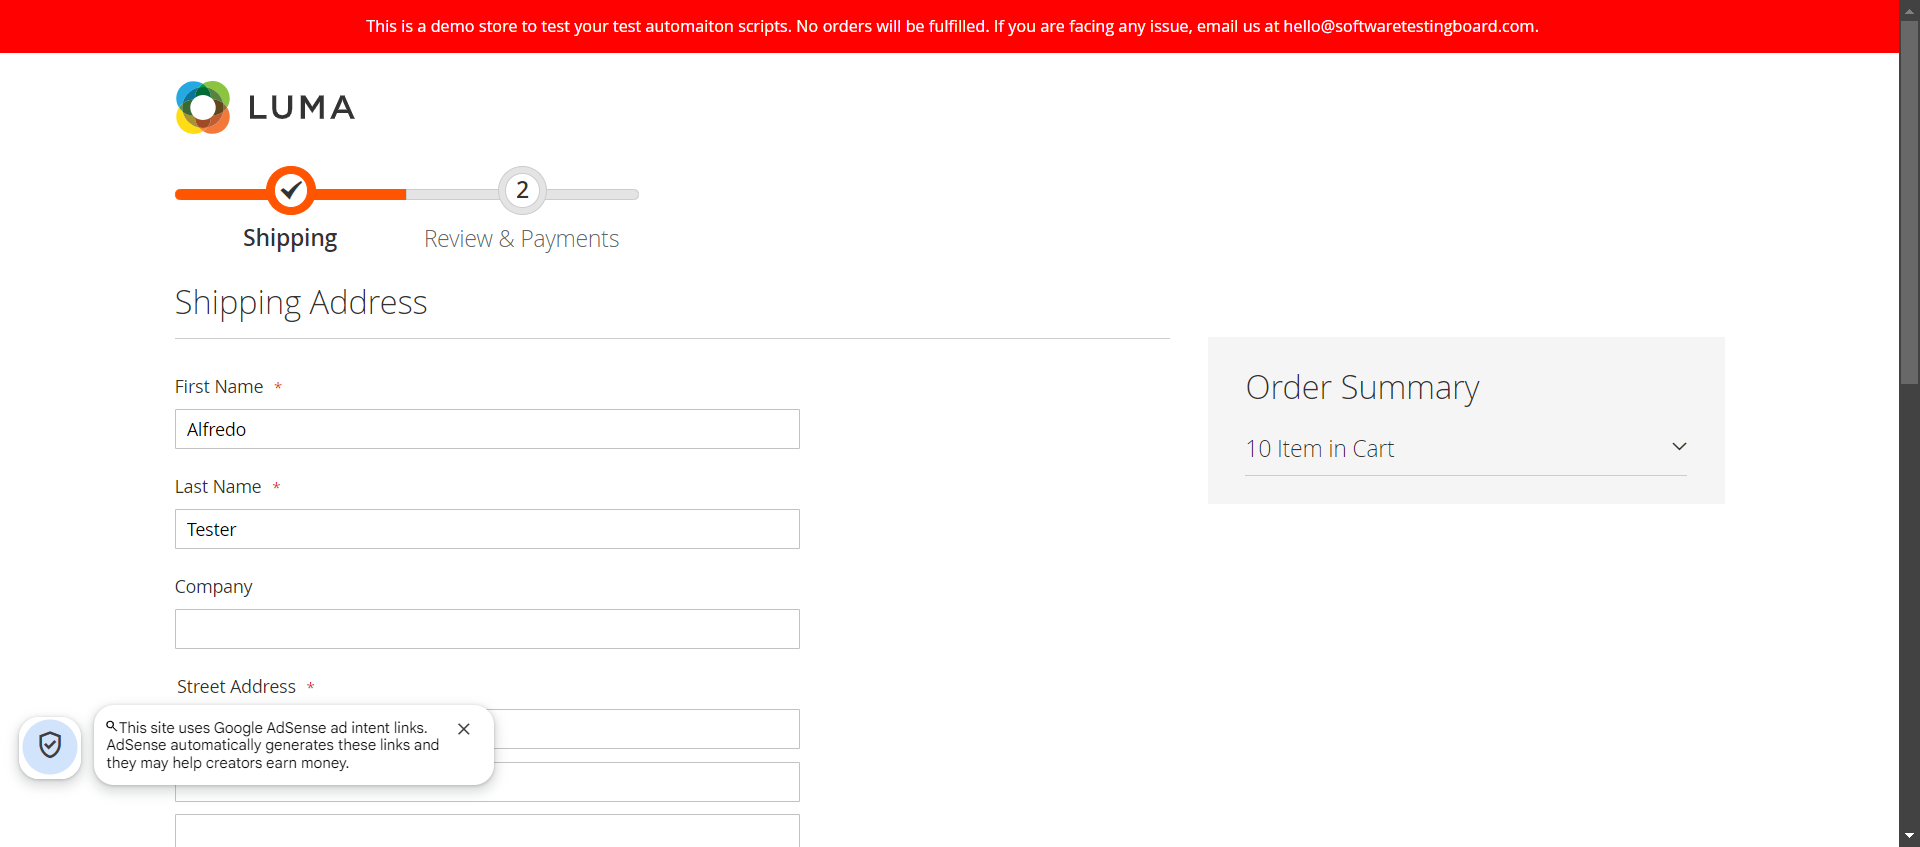 This is a demo store to test your test automaiton scripts. No orders will be fulfilled. If you are facing any issue, email us at hello@softwaretestingboard.com.
LUMA
2
Shipping
Review & Payments
Shipping Address
First Name *
Alfredo
Last Name *
Tester
Company
Street Address *
Order Summary
10 Item in Cart
This site uses Google AdSense ad intent links.
AdSense automatically generates these links and
they may help creators earn money.